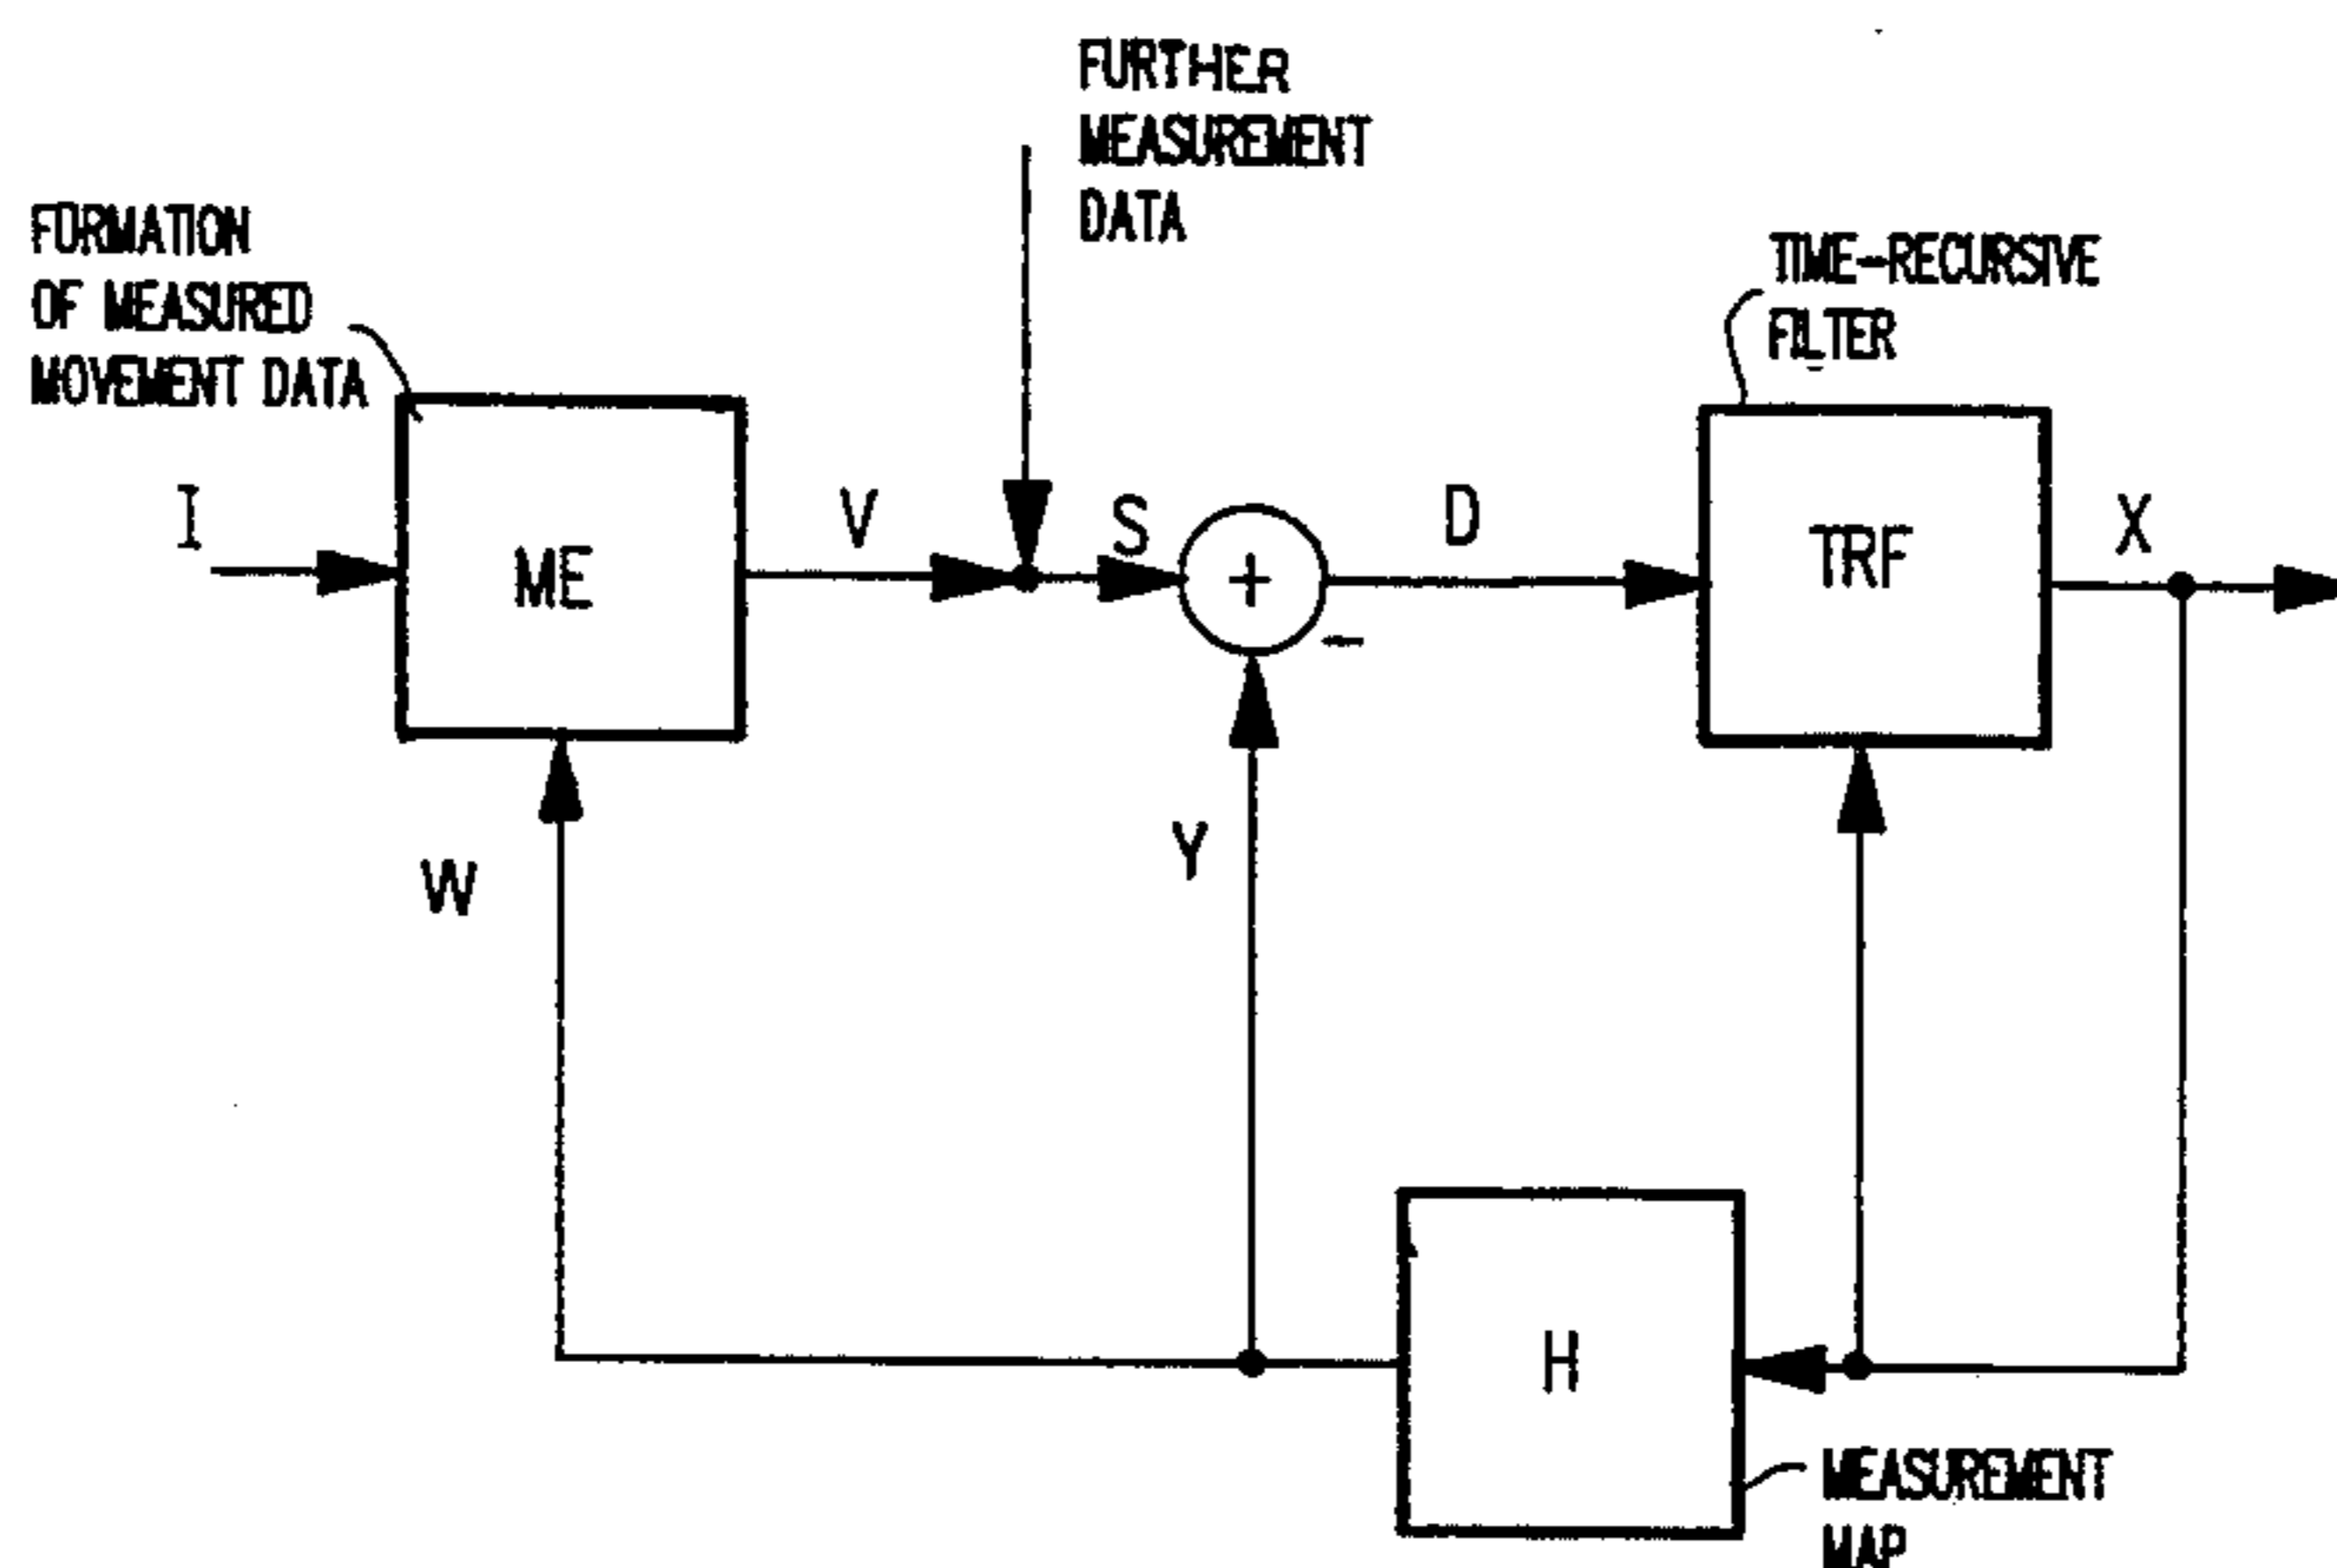 FURTHER
MEASUREMENT
DATA
FORMATION
OF MEASURED
MOVEMENT DATA
TIME-RECURSIVE
FILTER
I
ME
V
S
+
-
D
TRF
X
W
Y
H
MEASUREMENT
MAP